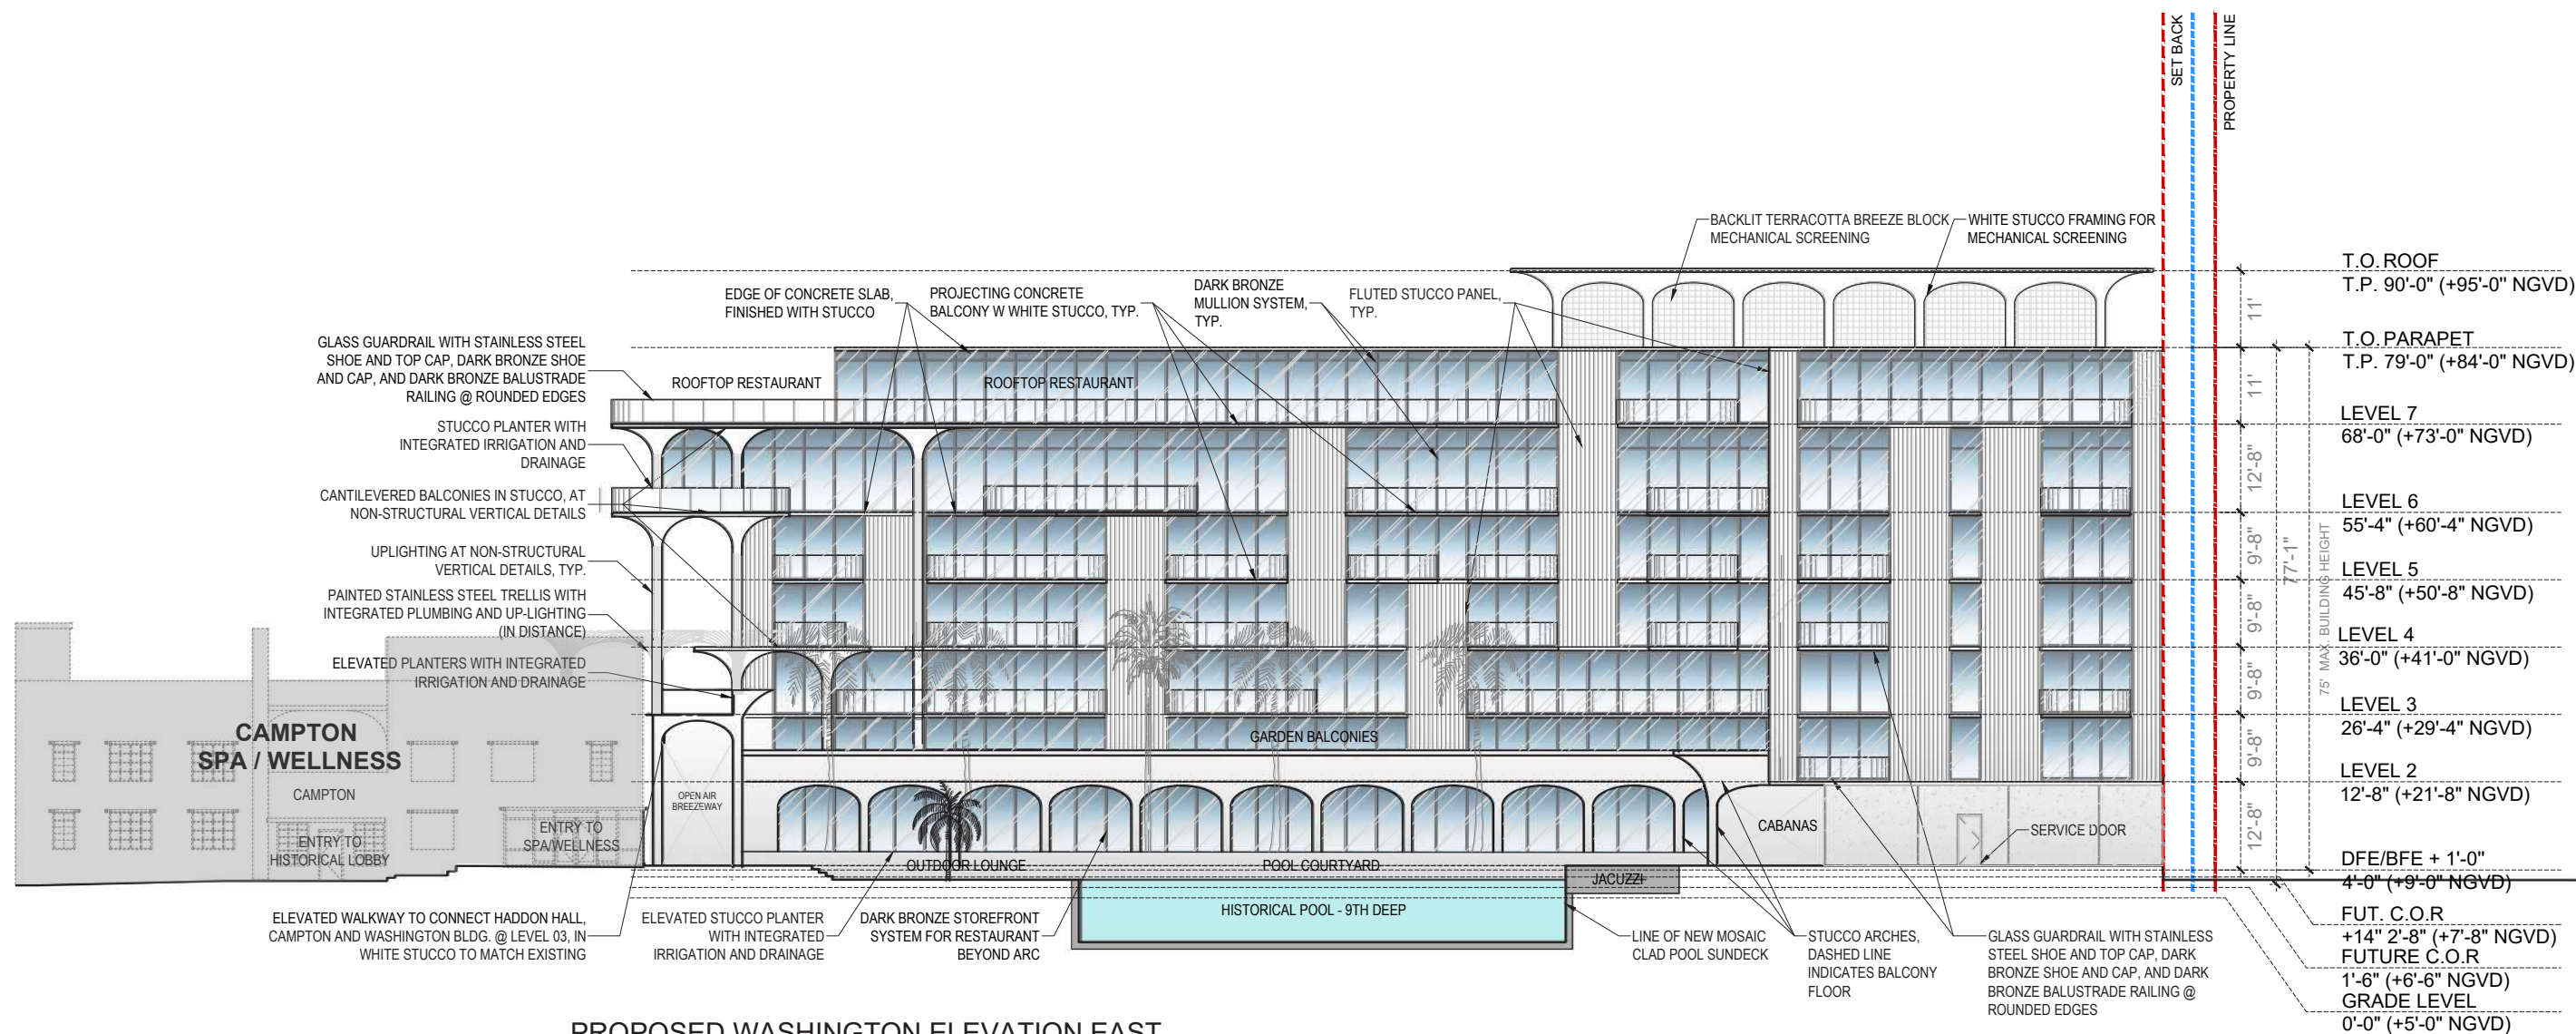 SET BACK
PROPERTY LINE
BACKLIT TERRACOTTA BREEZE BLOCK
MECHANICAL SCREENING
WHITE STUCCO FRAMING FOR
MECHANICAL SCREENING
EDGE OF CONCRETE SLAB,
FINISHED WITH STUCCO
PROJECTING CONCRETE
BALCONY W WHITE STUCCO, TYP.
DARK BRONZE
MULLION SYSTEM,
TYP.
FLUTED STUCCO PANEL,
TYP.
GLASS GUARDRAIL WITH STAINLESS STEEL
SHOE AND TOP CAP, DARK BRONZE SHOE
AND CAP, AND DARK BRONZE BALUSTRADE
RAILING @ ROUNDED EDGES
STUCCO PLANTER WITH
INTEGRATED IRRIGATION AND
DRAINAGE
CANTILEVERED BALCONIES IN STUCCO, AT
NON-STRUCTURAL VERTICAL DETAILS
UPLIGHTING AT NON-STRUCTURAL
VERTICAL DETAILS, TYP.
PAINTED STAINLESS STEEL TRELLIS WITH
INTEGRATED PLUMBING AND UP-LIGHTING
(IN DISTANCE)
ELEVATED PLANTERS WITH INTEGRATED
IRRIGATION AND DRAINAGE
ROOFTOP RESTAURANT
ROOFTOP RESTAURANT
GARDEN BALCONIES
CAMPTON
SPA / WELLNESS
CAMPTON
ENTRY TO
HISTORICAL LOBBY
ENTRY TO
SPA/WELLNESS
OPEN AIR
BREEZEWAY
OUTDOOR LOUNGE
POOL COURTYARD
CABANAS
SERVICE DOOR
JACUZZI
HISTORICAL POOL - 9TH DEEP
ELEVATED WALKWAY TO CONNECT HADDON HALL,
CAMPTON AND WASHINGTON BLDG. @ LEVEL 03, IN
WHITE STUCCO TO MATCH EXISTING
ELEVATED STUCCO PLANTER
WITH INTEGRATED
IRRIGATION AND DRAINAGE
DARK BRONZE STOREFRONT
SYSTEM FOR RESTAURANT
BEYOND ARC
LINE OF NEW MOSAIC
CLAD POOL SUNDECK
STUCCO ARCHES,
DASHED LINE
INDICATES BALCONY
FLOOR
GLASS GUARDRAIL WITH STAINLESS
STEEL SHOE AND TOP CAP, DARK
BRONZE SHOE AND CAP, AND DARK
BRONZE BALUSTRADE RAILING @
ROUNDED EDGES
11'
11'
12'-8"
9'-8"
9'-8"
9'-8"
9'-8"
12'-8"
77'-1"
75' MAX. BUILDING HEIGHT
T.O. ROOF
T.P. 90'-0" (+95'-0" NGVD)
T.O. PARAPET
T.P. 79'-0" (+84'-0" NGVD)
LEVEL 7
68'-0" (+73'-0" NGVD)
LEVEL 6
55'-4" (+60'-4" NGVD)
LEVEL 5
45'-8" (+50'-8" NGVD)
LEVEL 4
36'-0" (+41'-0" NGVD)
LEVEL 3
26'-4" (+29'-4" NGVD)
LEVEL 2
12'-8" (+21'-8" NGVD)
DFE/BFE + 1'-0"
4'-0" (+9'-0" NGVD)
FUT. C.O.R
+14" 2'-8" (+7'-8" NGVD)
FUTURE C.O.R
1'-6" (+6'-6" NGVD)
GRADE LEVEL
0'-0" (+5'-0" NGVD)
PROPOSED WASHINGTON ELEVATION EAST